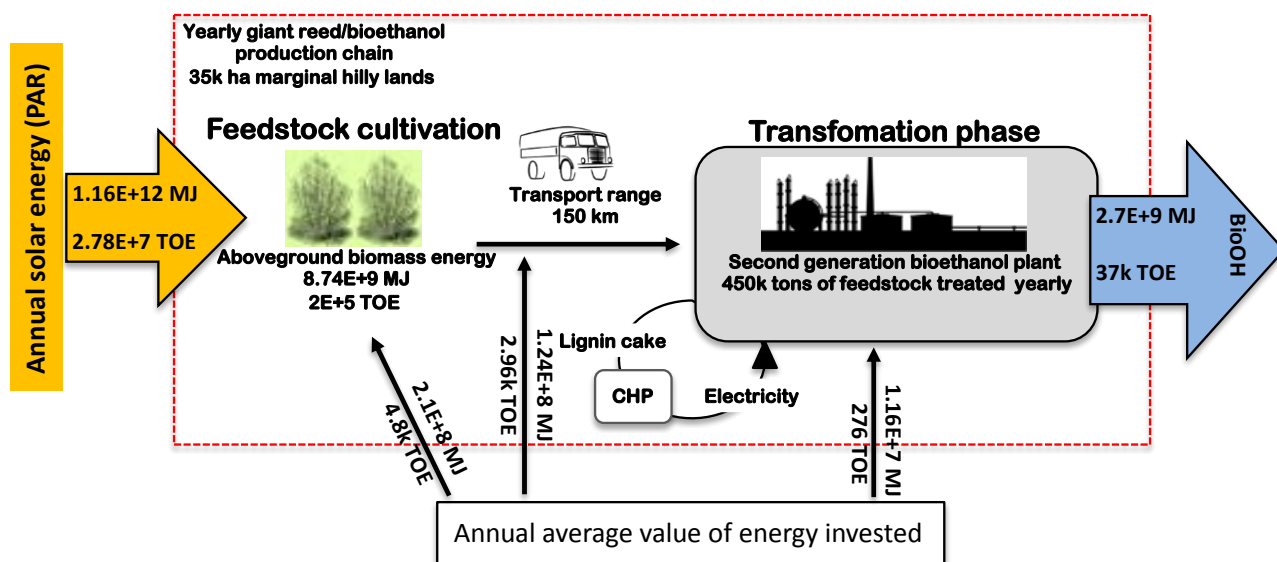 Annual solar energy (PAR)
1.16E+12 MJ
2.78E+7 TOE
Yearly giant reed/bioethanol
production chain
35k ha marginal hilly lands
Feedstock cultivation
Aboveground biomass energy
8.74E+9 MJ
2E+5 TOE
Transport range
150 km
Transfomation phase
Second generation bioethanol plant
450k tons of feedstock treated yearly
Lignin cake
CHP
Electricity
2.7E+9 MJ
37k TOE
BioOH
2.1E+8 MJ
4.8k TOE
1.24E+8 MJ
2.96k TOE
1.16E+7 MJ
276 TOE
Annual average value of energy invested